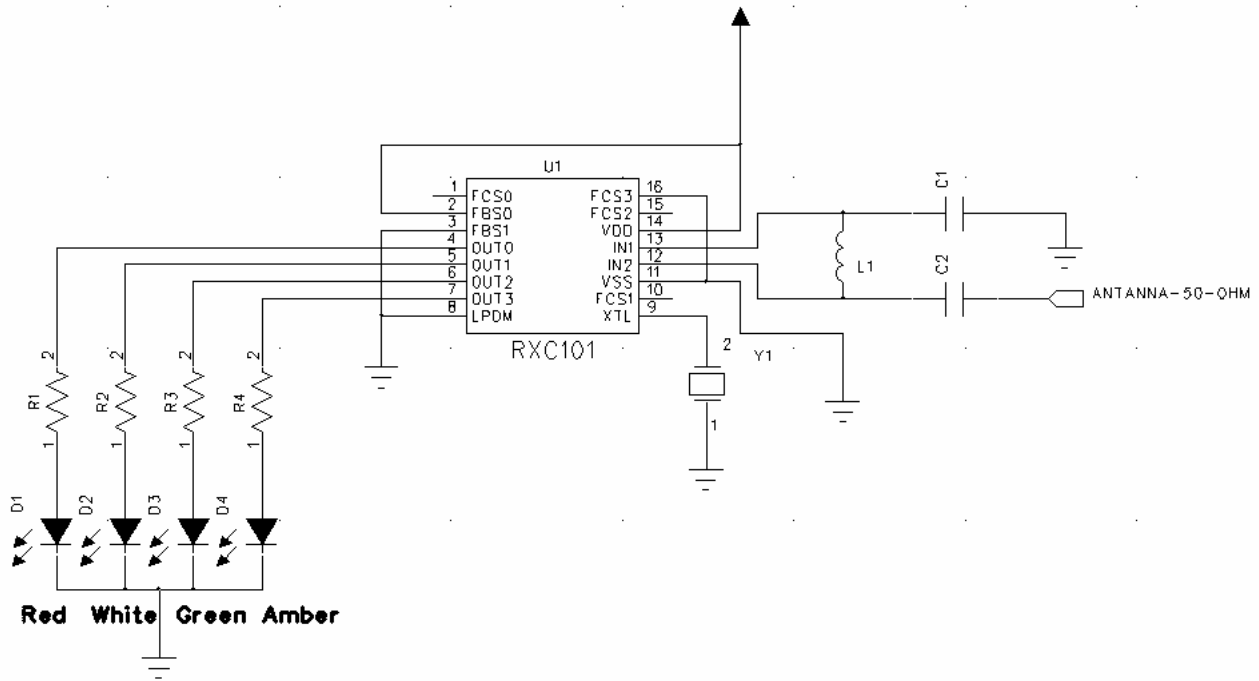 U1
1 FCS0 FCS3 16
2 FBS0 FCS2 15
3 FBS1 VDD 14
4 OUT0 IN1 13
5 OUT1 IN2 12
6 OUT2 VSS 11
7 OUT3 FCS1 10
8 LPDM XTL 9
RXC101
C1
L1
C2
ANTANNA-50-OHM
2
Y1
1
2 2 2 2
R1 R2 R3 R4
1 1 1 1
D1 D2 D3 D4
Red White Green Amber